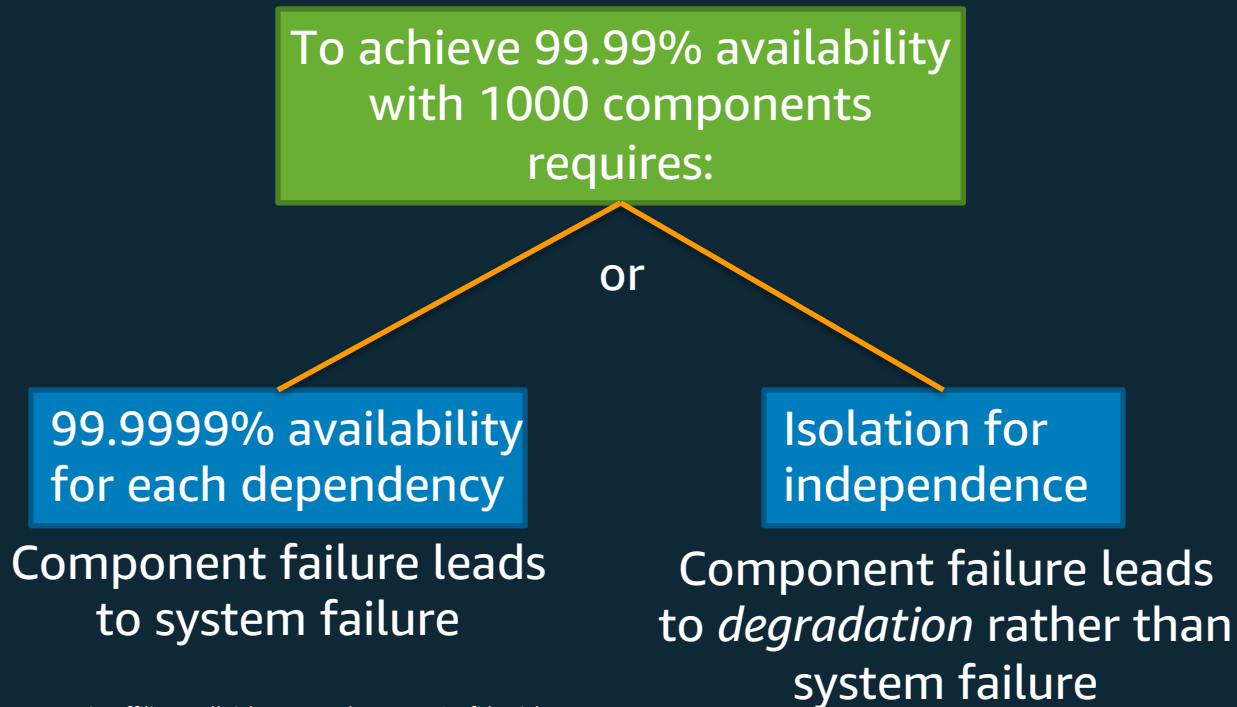 To achieve 99.99% availability
with 1000 components
requires:
or
99.9999% availability
for each dependency
Component failure leads
to system failure
Isolation for
independence
Component failure leads
to degradation rather than
system failure